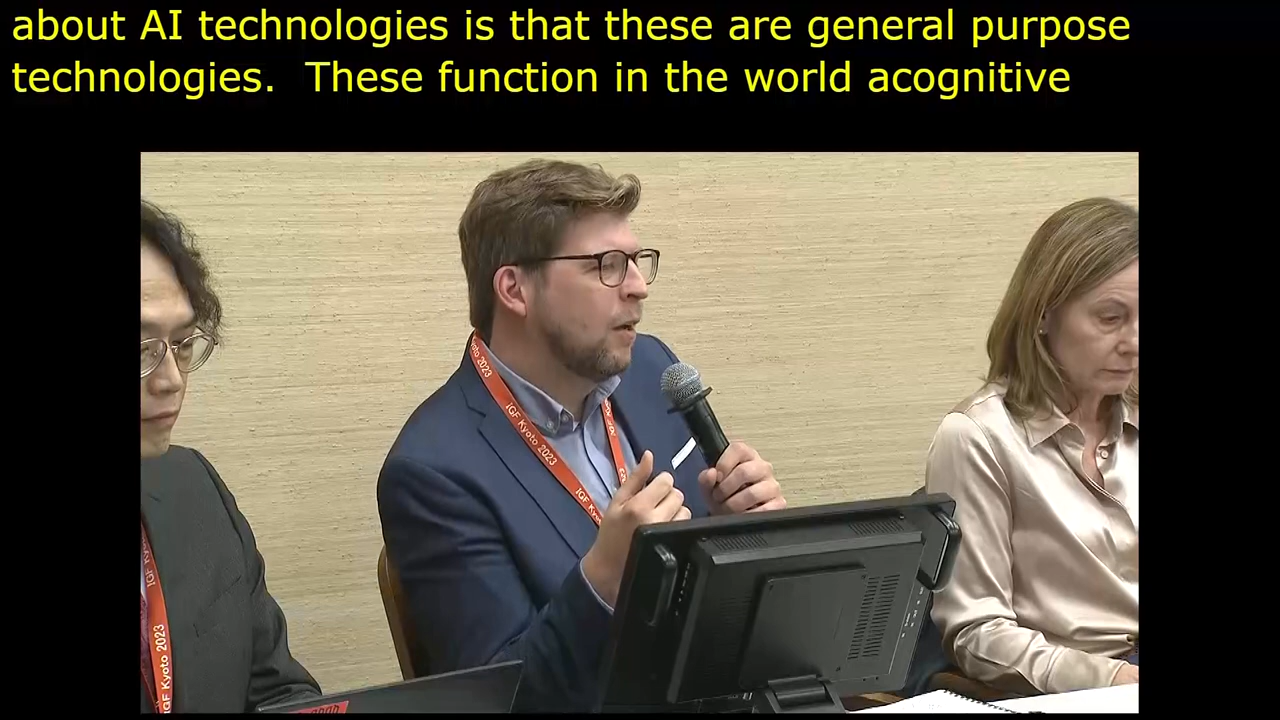 about AI technologies is that these are general purpose
technologies.  These function in the world acognitive
Kyoto 2023
IGF Kyoto 2023
IGF Kyoto 2023